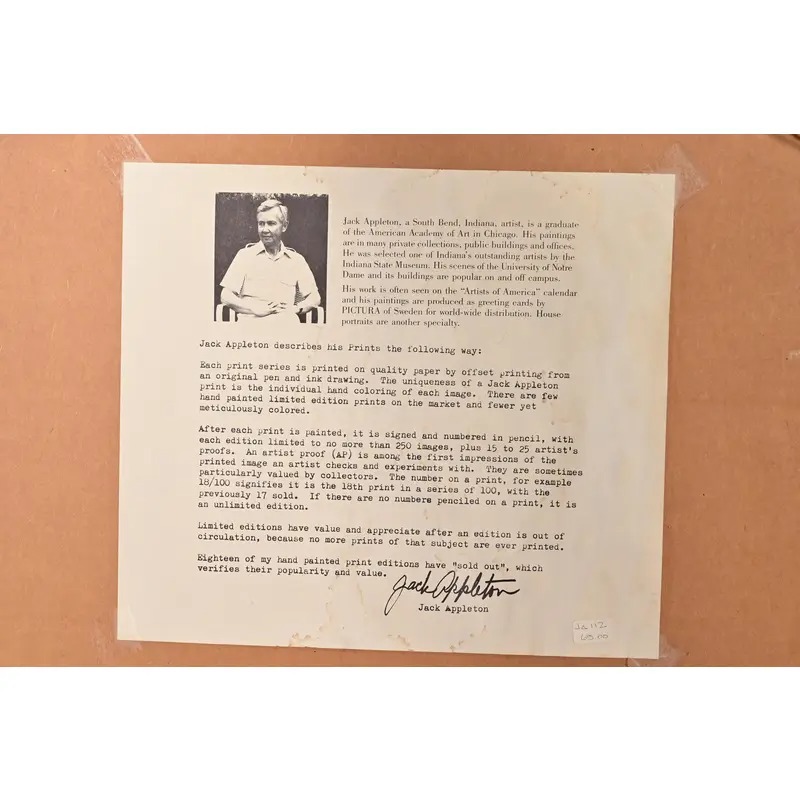 Jack Appleton, a South Bend, Indiana, artist, is a graduate
of the American Academy of Art in Chicago. His paintings
are in many private collections, public buildings and offices.
He was selected one of Indiana's outstanding artists by the
Indiana State Museum. His scenes of the University of Notre
Dame and its buildings are popular on and off campus.
His work is often seen on the "Artists of America" calendar
and his paintings are produced as greeting cards by
PICTURA of Sweden for world-wide distribution. House
portraits are another specialty.
Jack Appleton describes his Prints the following way:
Each print series is printed on quality paper by offset printing from
an original pen and ink drawing. The uniqueness of a Jack Appleton
print is the individual hand coloring of each image. There are few
hand painted limited edition prints on the market and fewer yet
meticulously colored.
After each print is painted, it is signed and numbered in pencil, with
each edition limited to no more than 250 images, plus 15 to 25 artist's
proofs. An artist proof (AP) is among the first impressions of the
printed image an artist checks and experiments with. They are sometimes
particularly valued by collectors. The number on a print, for example
18/100 signifies it is the 18th print in a series of 100, with the
previously 17 sold. If there are no numbers penciled on a print, it is
an unlimited edition.
Limited editions have value and appreciate after an edition is out of
circulation, because no more prints of that subject are ever printed.
Eighteen of my hand painted print editions have "sold out", which
verifies their popularity and value.
Jack Appleton
Jack Appleton